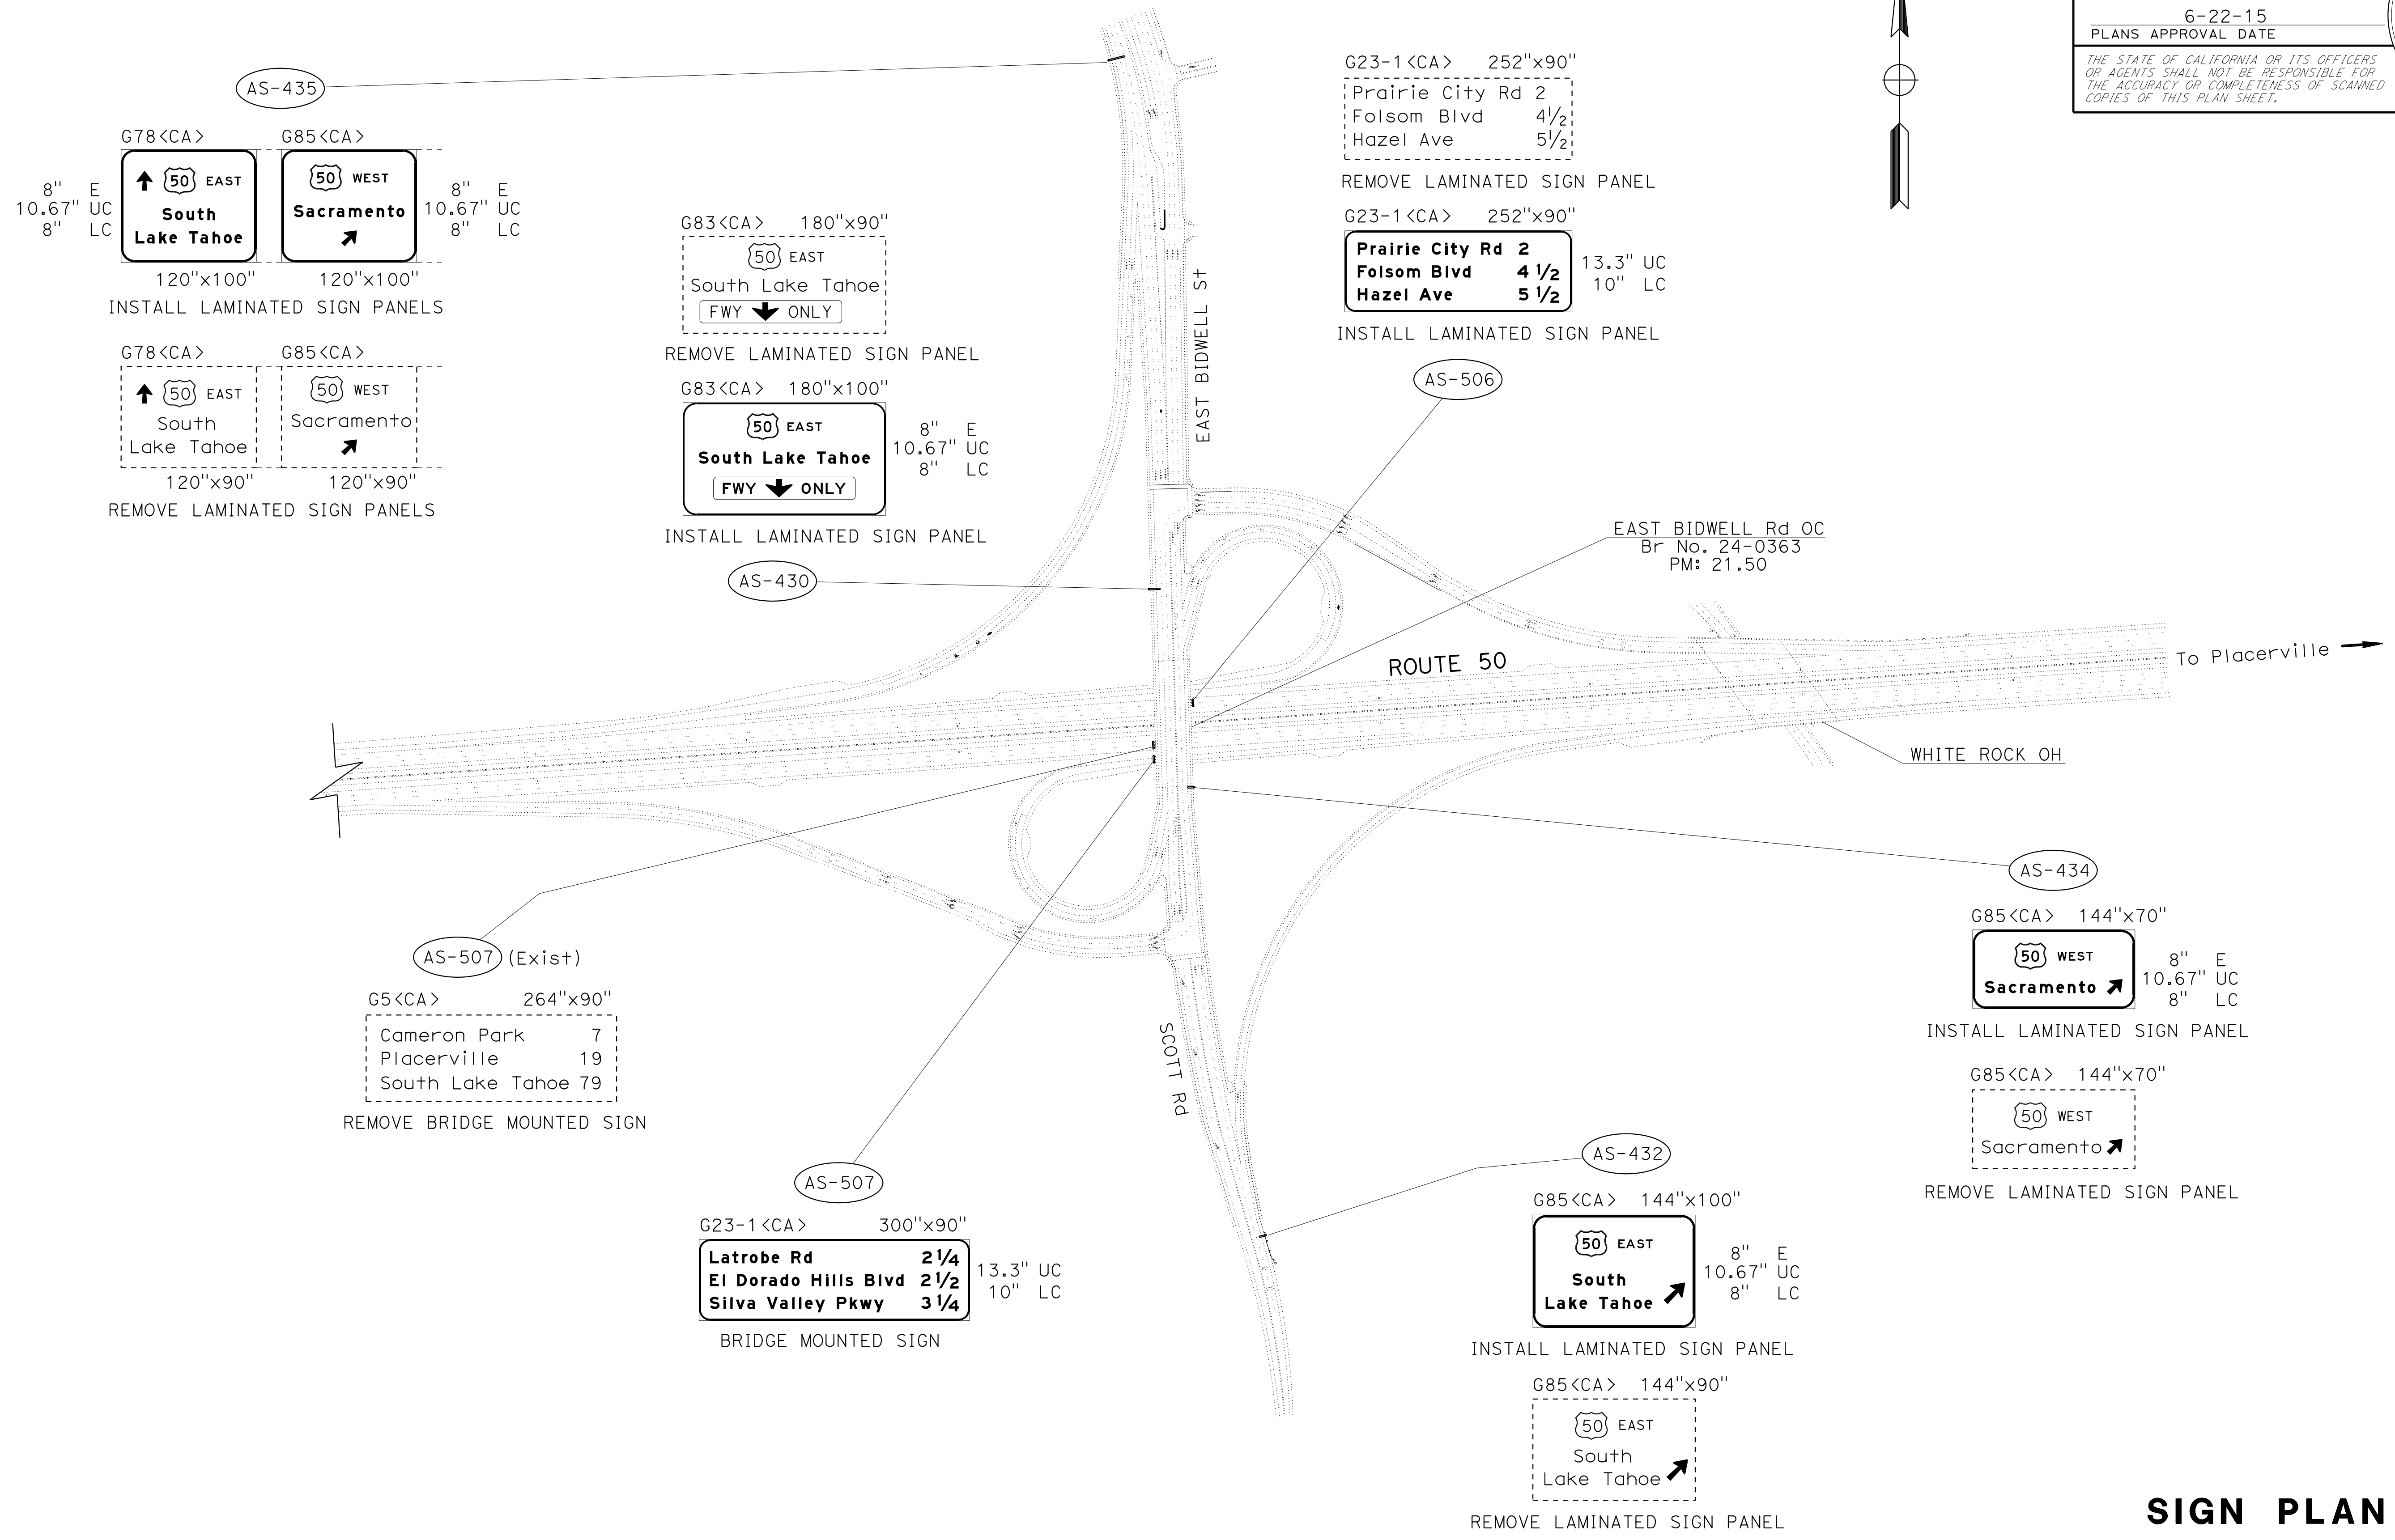 6-22-15
PLANS APPROVAL DATE
THE STATE OF CALIFORNIA OR ITS OFFICERS
OR AGENTS SHALL NOT BE RESPONSIBLE FOR
THE ACCURACY OR COMPLETENESS OF SCANNED
COPIES OF THIS PLAN SHEET.
AS-435
G78<CA> G85<CA>
50 EAST
South
Lake Tahoe
50 WEST
Sacramento
8" E
10.67" UC
8" LC
8" E
10.67" UC
8" LC
120"x100" 120"x100"
INSTALL LAMINATED SIGN PANELS
G78<CA> G85<CA>
50 EAST
South
Lake Tahoe
50 WEST
Sacramento
120"x90" 120"x90"
REMOVE LAMINATED SIGN PANELS
G83<CA> 180"x90"
50 EAST
South Lake Tahoe
FWY ONLY
REMOVE LAMINATED SIGN PANEL
G83<CA> 180"x100"
50 EAST
South Lake Tahoe
FWY ONLY
8" E
10.67" UC
8" LC
INSTALL LAMINATED SIGN PANEL
AS-430
G23-1<CA> 252"x90"
Prairie City Rd 2
Folsom Blvd 4½
Hazel Ave 5½
REMOVE LAMINATED SIGN PANEL
G23-1<CA> 252"x90"
Prairie City Rd 2
Folsom Blvd 4 ½
Hazel Ave 5 ½
13.3" UC
10" LC
INSTALL LAMINATED SIGN PANEL
AS-506
J
EAST BIDWELL St
EAST BIDWELL Rd OC
Br No. 24-0363
PM: 21.50
ROUTE 50
To Placerville
WHITE ROCK OH
SCOTT Rd
AS-507 (Exist)
G5<CA> 264"x90"
Cameron Park 7
Placerville 19
South Lake Tahoe 79
REMOVE BRIDGE MOUNTED SIGN
AS-507
G23-1<CA> 300"x90"
Latrobe Rd 2¼
El Dorado Hills Blvd 2½
Silva Valley Pkwy 3¼
13.3" UC
10" LC
BRIDGE MOUNTED SIGN
AS-434
G85<CA> 144"x70"
50 WEST
Sacramento
8" E
10.67" UC
8" LC
INSTALL LAMINATED SIGN PANEL
G85<CA> 144"x70"
50 WEST
Sacramento
REMOVE LAMINATED SIGN PANEL
AS-432
G85<CA> 144"x100"
50 EAST
South
Lake Tahoe
8" E
10.67" UC
8" LC
INSTALL LAMINATED SIGN PANEL
G85<CA> 144"x90"
50 EAST
South
Lake Tahoe
REMOVE LAMINATED SIGN PANEL
SIGN PLAN